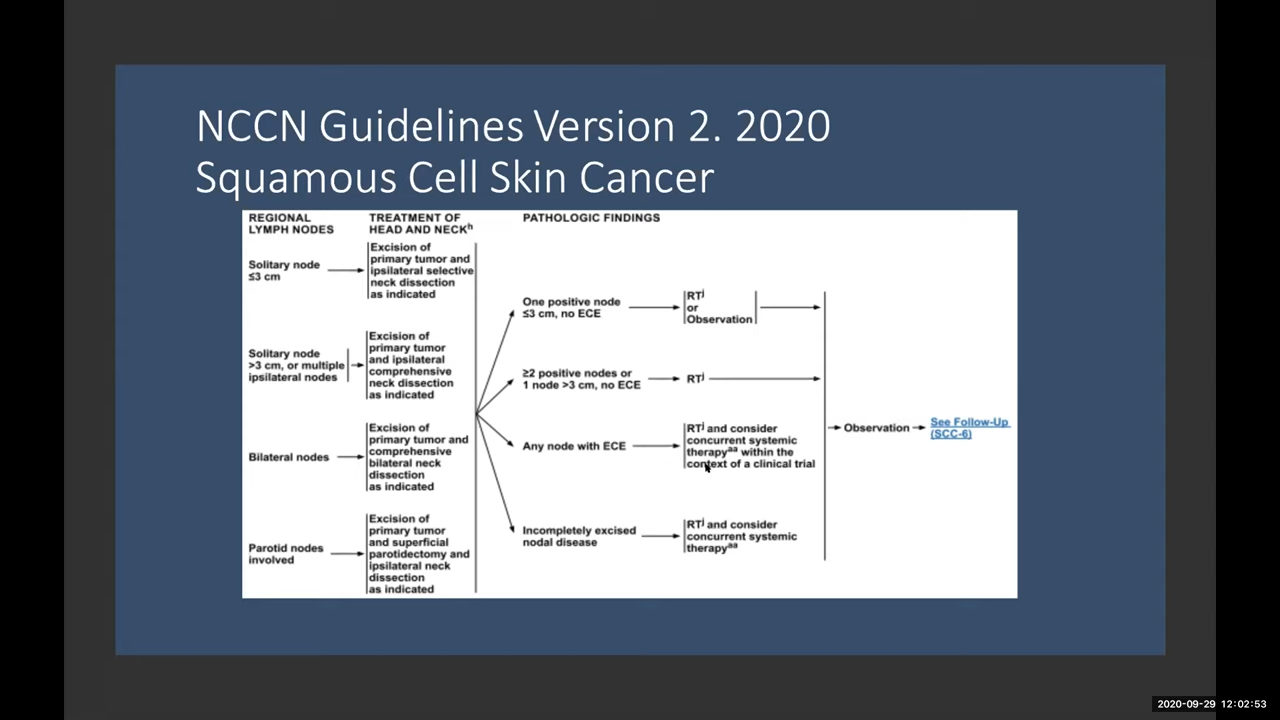 NCCN Guidelines Version 2. 2020
Squamous Cell Skin Cancer
REGIONAL
LYMPH NODES
TREATMENT OF
HEAD AND NECKh
PATHOLOGIC FINDINGS
Solitary node
≤3 cm
Excision of
primary tumor and
ipsilateral selective
neck dissection
as indicated
Solitary node
>3 cm, or multiple
ipsilateral nodes
Excision of
primary tumor
and ipsilateral
comprehensive
neck dissection
as indicated
Bilateral nodes
Excision of
primary tumor and
comprehensive
bilateral neck
dissection
as indicated
Parotid nodes
involved
Excision of
primary tumor
and superficial
parotidectomy and
ipsilateral neck
dissection
as indicated
One positive node
≤3 cm, no ECE
RTj
or
Observation
≥2 positive nodes or
1 node >3 cm, no ECE
RTj
Any node with ECE
RTj and consider
concurrent systemic
therapyaa within the
context of a clinical trial
Incompletely excised
nodal disease
RTj and consider
concurrent systemic
therapyaa
Observation
See Follow-Up
(SCC-6)
2020-09-29 12:02:53